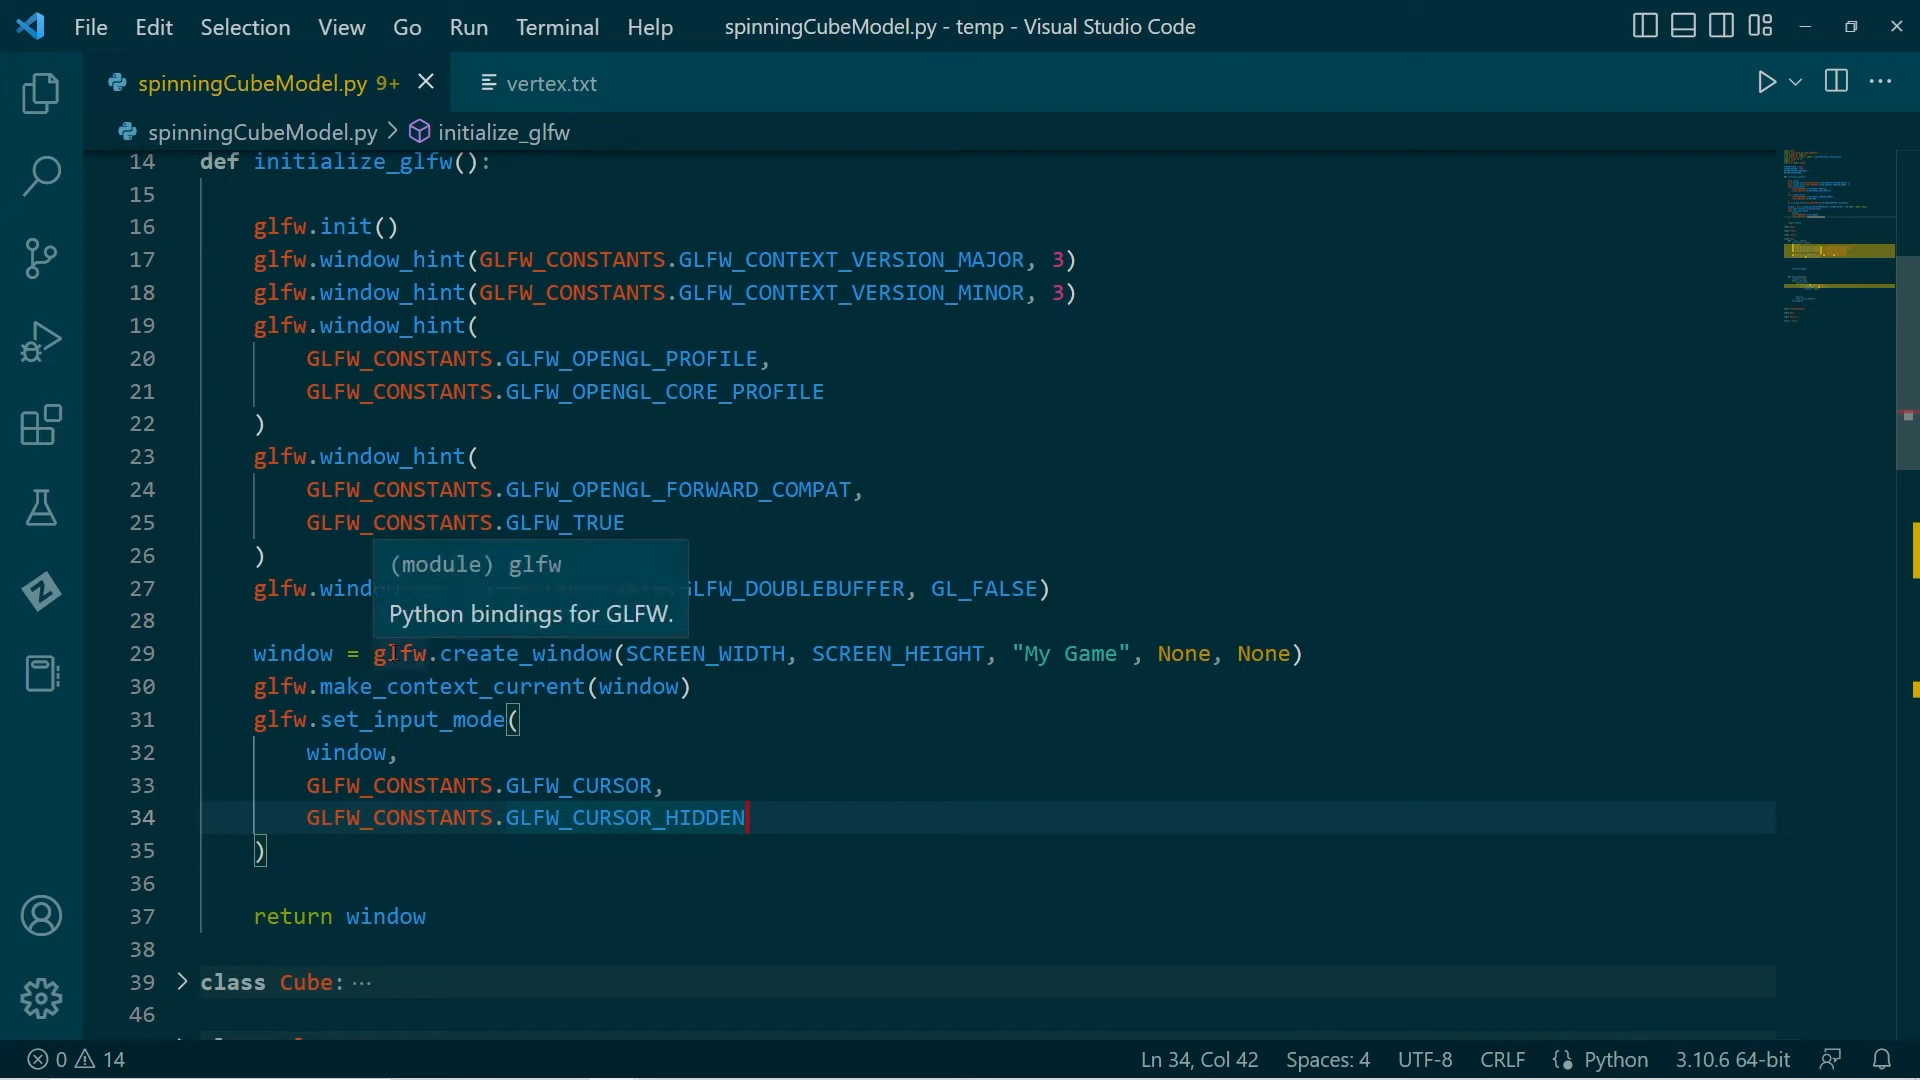 File Edit Selection View Go Run Terminal Help spinningCubeModel.py - temp - Visual Studio Code
spinningCubeModel.py 9+ vertex.txt
spinningCubeModel.py > initialize_glfw
14 def initialize_glfw():
15
16 glfw.init()
17 glfw.window_hint(GLFW_CONSTANTS.GLFW_CONTEXT_VERSION_MAJOR, 3)
18 glfw.window_hint(GLFW_CONSTANTS.GLFW_CONTEXT_VERSION_MINOR, 3)
19 glfw.window_hint(
20 GLFW_CONSTANTS.GLFW_OPENGL_PROFILE,
21 GLFW_CONSTANTS.GLFW_OPENGL_CORE_PROFILE
22 )
23 glfw.window_hint(
24 GLFW_CONSTANTS.GLFW_OPENGL_FORWARD_COMPAT,
25 GLFW_CONSTANTS.GLFW_TRUE
26 )
(module) glfw
27 glfw.wind GLFW_DOUBLEBUFFER, GL_FALSE)
Python bindings for GLFW.
28
29 window = glfw.create_window(SCREEN_WIDTH, SCREEN_HEIGHT, "My Game", None, None)
30 glfw.make_context_current(window)
31 glfw.set_input_mode(
32 window,
33 GLFW_CONSTANTS.GLFW_CURSOR,
34 GLFW_CONSTANTS.GLFW_CURSOR_HIDDEN
35 )
36
37 return window
38
39 class Cube: ...
46
0 14 Ln 34, Col 42 Spaces: 4 UTF-8 CRLF Python 3.10.6 64-bit